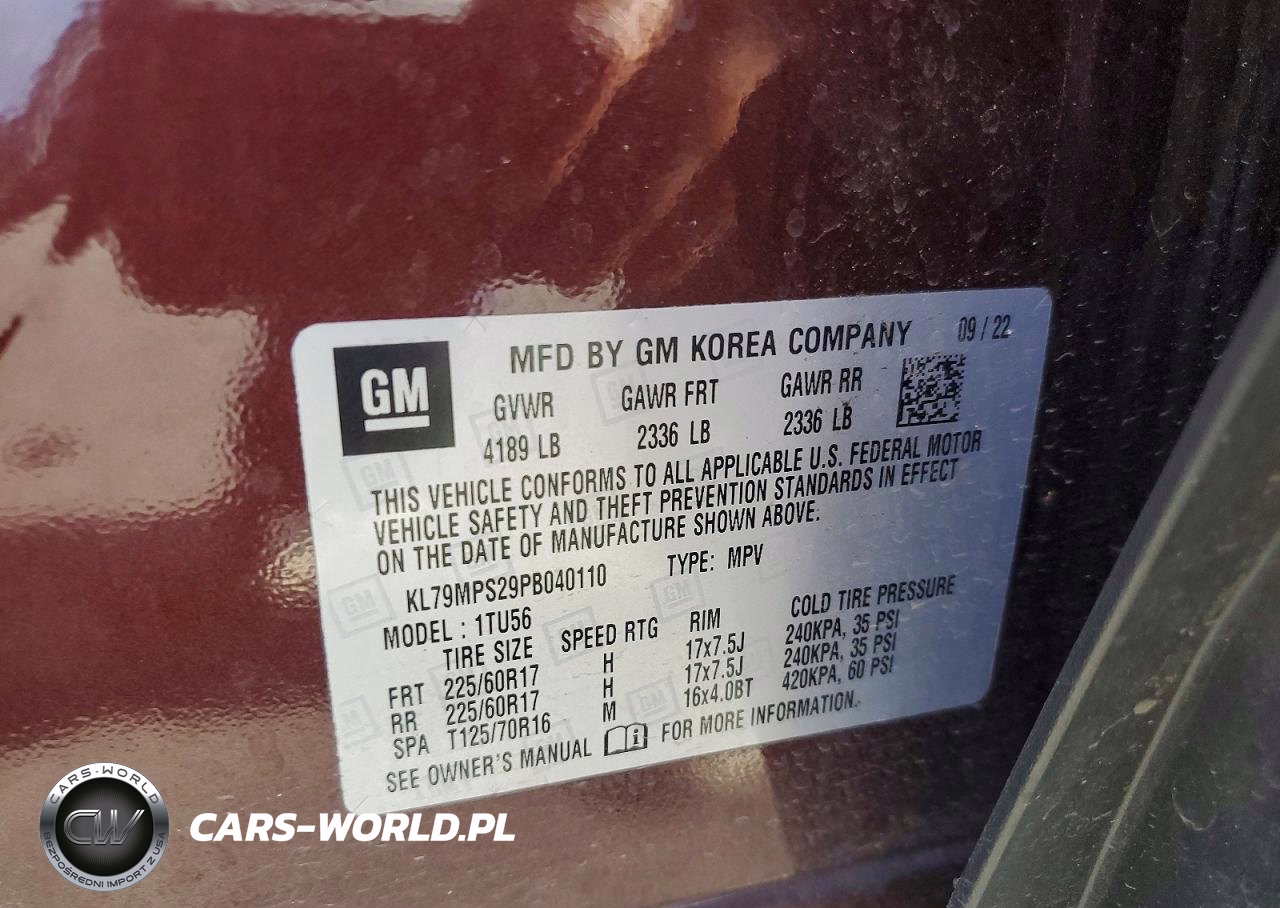 GM
MFD BY GM KOREA COMPANY 09 / 22
GVWR GAWR FRT GAWR RR
4189 LB 2336 LB 2336 LB
THIS VEHICLE CONFORMS TO ALL APPLICABLE U.S. FEDERAL MOTOR
VEHICLE SAFETY AND THEFT PREVENTION STANDARDS IN EFFECT
ON THE DATE OF MANUFACTURE SHOWN ABOVE.
KL79MPS29PB040110 TYPE: MPV
MODEL : 1TU56
TIRE SIZE SPEED RTG RIM COLD TIRE PRESSURE
FRT 225/60R17 H 17x7.5J 240KPA, 35 PSI
RR 225/60R17 H 17x7.5J 240KPA, 35 PSI
SPA T125/70R16 M 16x4.0BT 420KPA, 60 PSI
SEE OWNER'S MANUAL FOR MORE INFORMATION.
CARS-WORLD
CW
BEZPOŚREDNI IMPORT Z USA
CARS-WORLD.PL